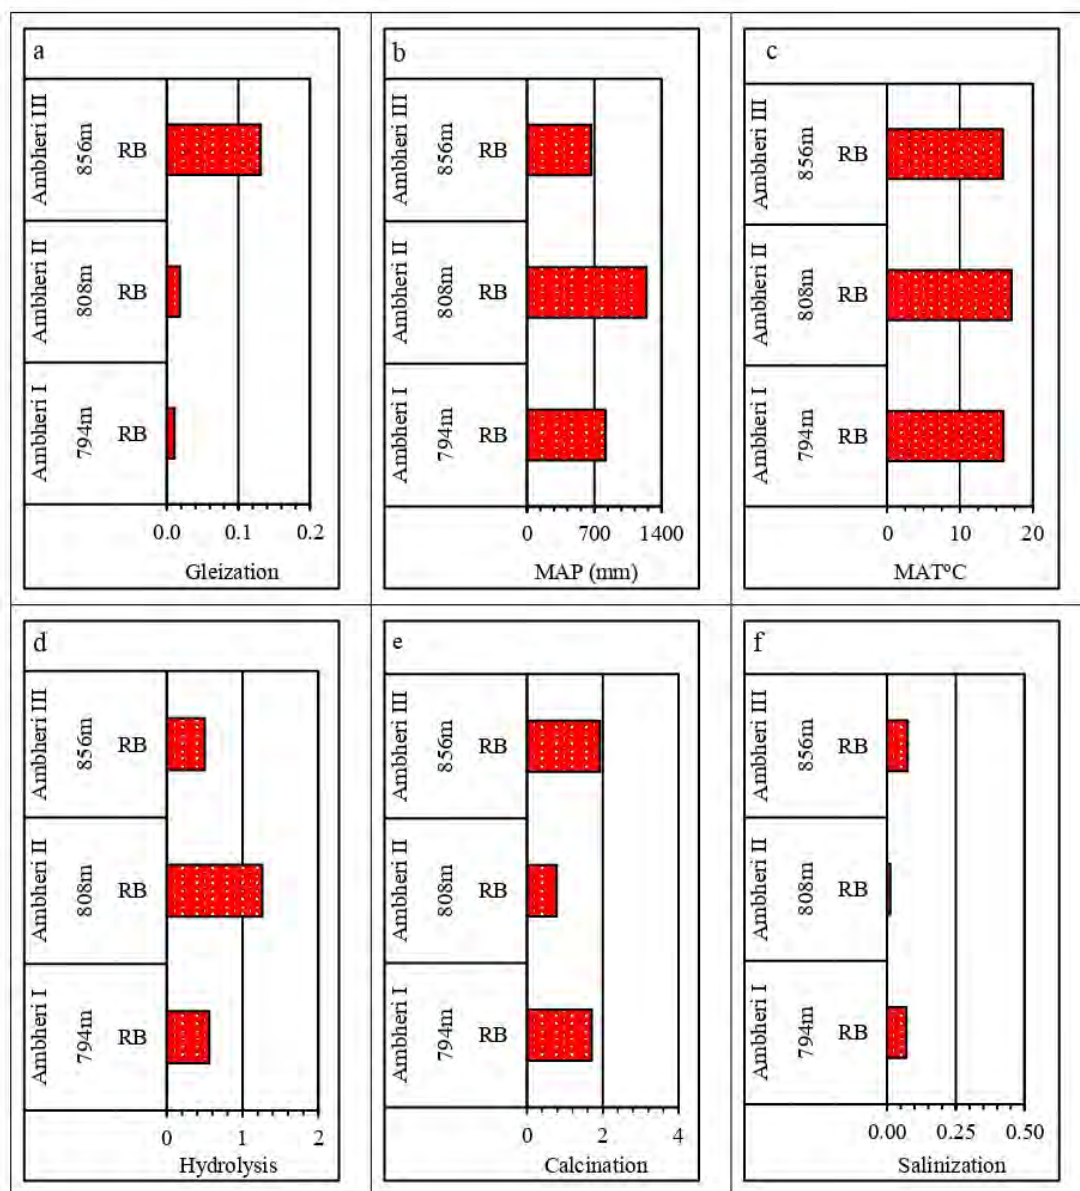 a
Ambheri III
856m
RB
Ambheri II
808m
RB
Ambheri I
794m
RB
0.0 0.1 0.2
Gleization
b
Ambheri III
856m
RB
Ambheri II
808m
RB
Ambheri I
794m
RB
0 700 1400
MAP (mm)
c
Ambheri III
856m
RB
Ambheri II
808m
RB
Ambheri I
794m
RB
0 10 20
MAT°C
d
Ambheri III
856m
RB
Ambheri II
808m
RB
Ambheri I
794m
RB
0 1 2
Hydrolysis
e
Ambheri III
856m
RB
Ambheri II
808m
RB
Ambheri I
794m
RB
0 2 4
Calcination
f
Ambheri III
856m
RB
Ambheri II
808m
RB
Ambheri I
794m
RB
0.00 0.25 0.50
Salinization